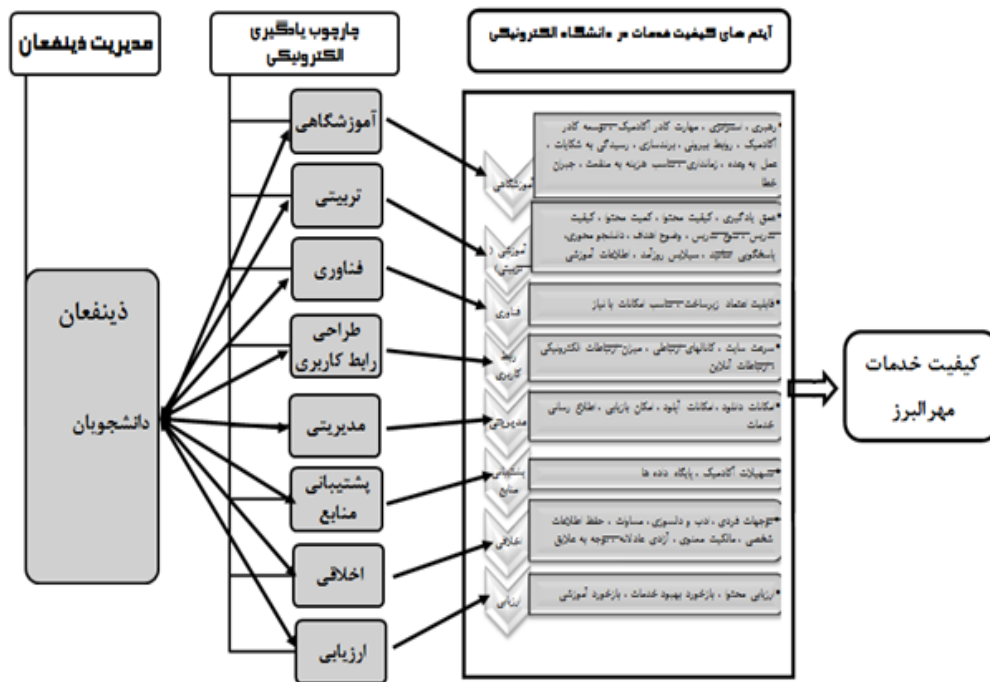 مدیریت ذینفعان
چارچوب یادگیری
الکترونیکی
آیتم های کیفیت خدمات در دانشگاه الکترونیکی
ذینفعان
دانشجویان
آموزشگاهی
تربیتی
فناوری
طراحی
رابط کاربری
مدیریتی
پشتیبانی
منابع
اخلاقی
ارزیابی
آموزشگاهی
رهبری ، استراتژی ، مهارت کادر آکادمیک ، توسعه کادر
آکادمیک ، روابط بیرونی ، برندسازی ، رسیدگی به شکایات ،
عمل به وعده ، زمانداری ، تناسب هزینه به منفعت ، جبران
خطا
آموزشی (
تربیتی)
عمق یادگیری ، کیفیت محتوا ، کمیت محتوا ، کیفیت
تدریس ، تنوع تدریس ، وضوح اهدف ، دانشجو محوری،
پاسخگویی اساتید ، سیلابس روزآمد ، اطلاعات آموزشی
فناوری
قابلیت اعتماد زیرساخت ، تناسب امکانات با نیاز
رابط
کاربری
سرعت سایت ، کانالهای ارتباطی ، میزان ارتباطات الکترونیکی
، ارتباطات آنلاین
مدیریتی
امکانات دانلود ، امکانات آپلود ، امکان بازیابی ، اطلاع رسانی
خدمات
پشتیبانی
منابع
تسهیلات آکادمیک ، پایگاه داده ها
اخلاقی
توجهات فردی ، ادب و دلسوزی ، مساوات ، حفظ اطلاعات
شخصی ، مالکیت معنوی ، آزادی عادلانه ، توجه به علایق
ارزیابی
ارزیابی محتوا ، بازخورد بهبود خدمات ، بازخورد آموزشی
کیفیت خدمات
مهرالبرز